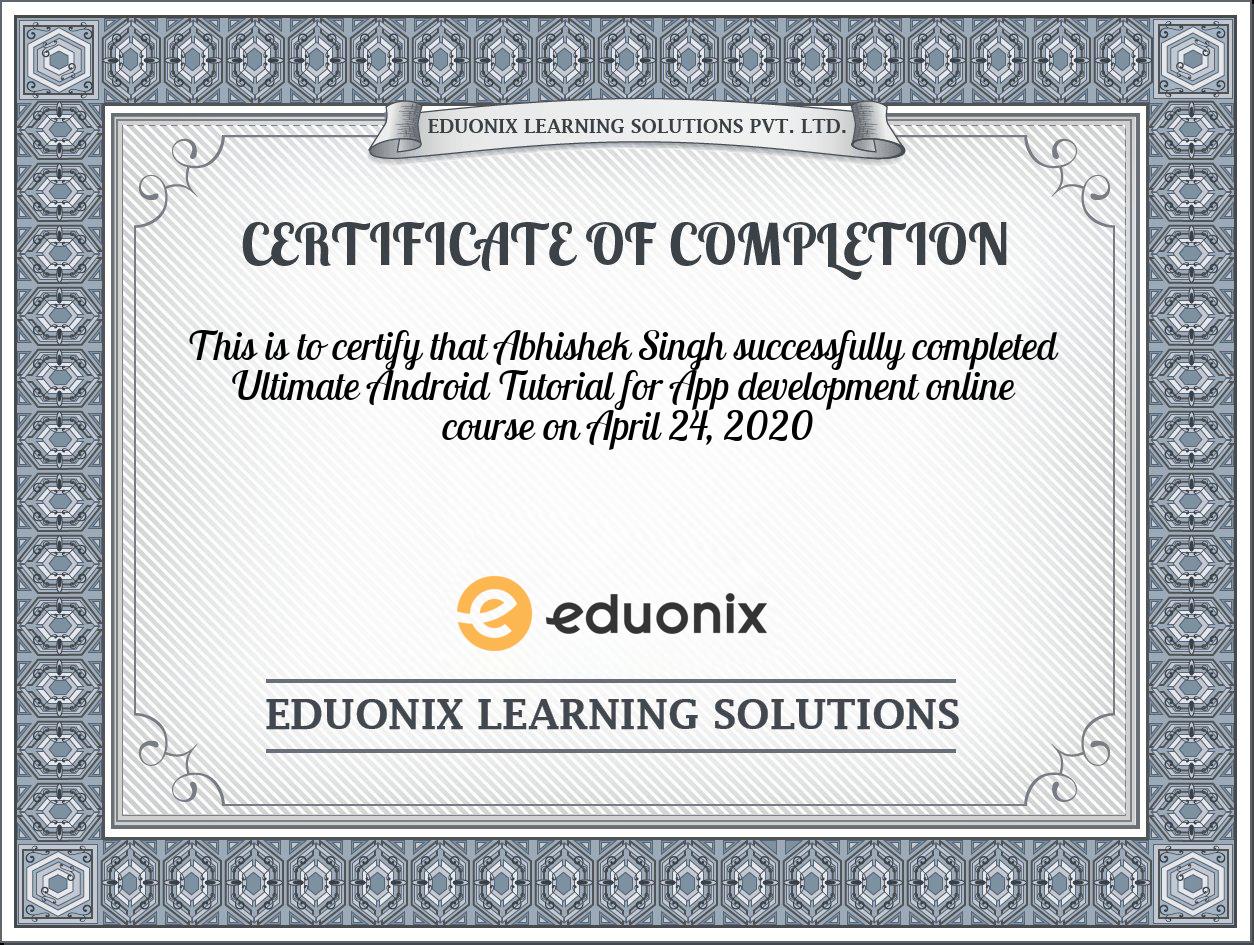 EDUONIX LEARNING SOLUTIONS PVT. LTD.
CERTIFICATE OF COMPLETION
This is to certify that Abhishek Singh successfully completed
Ultimate Android Tutorial for App development online
course on April 24, 2020
eduonix
EDUONIX LEARNING SOLUTIONS